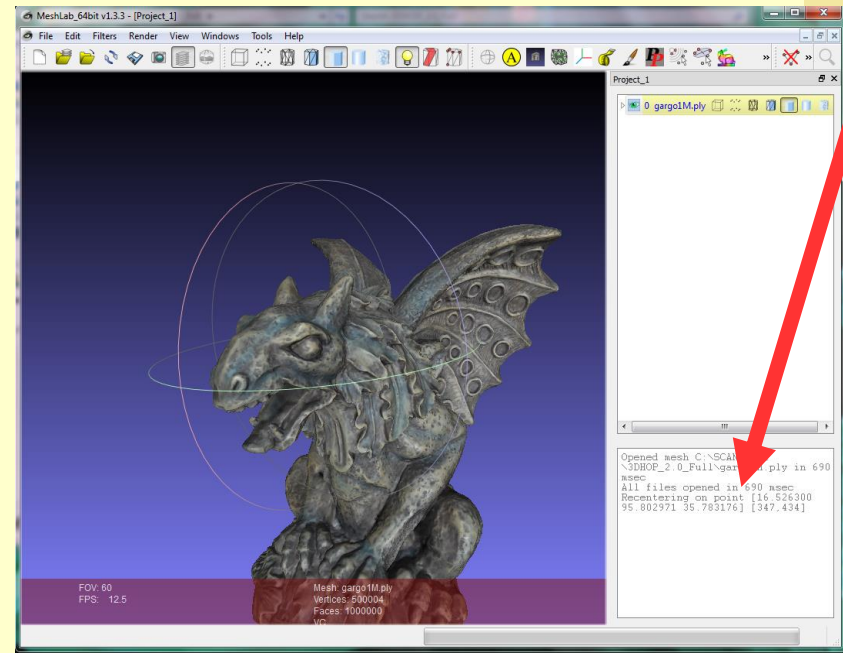 MeshLab_64bit v1.3.3 - [Project_1]
File Edit Filters Render View Windows Tools Help
A
Project_1
0 gargo1M.ply
Opened mesh C:\SCAN
\3DHOP_2.0_Full\gar ply in 690
msec
All files opened in 690 msec
Recentering on point [16.526300
95.802971 35.783176] [347.434]
FOV: 60
FPS: 12.5
Mesh: gargo1M.ply
Vertices: 500004
Faces: 1000000
VC